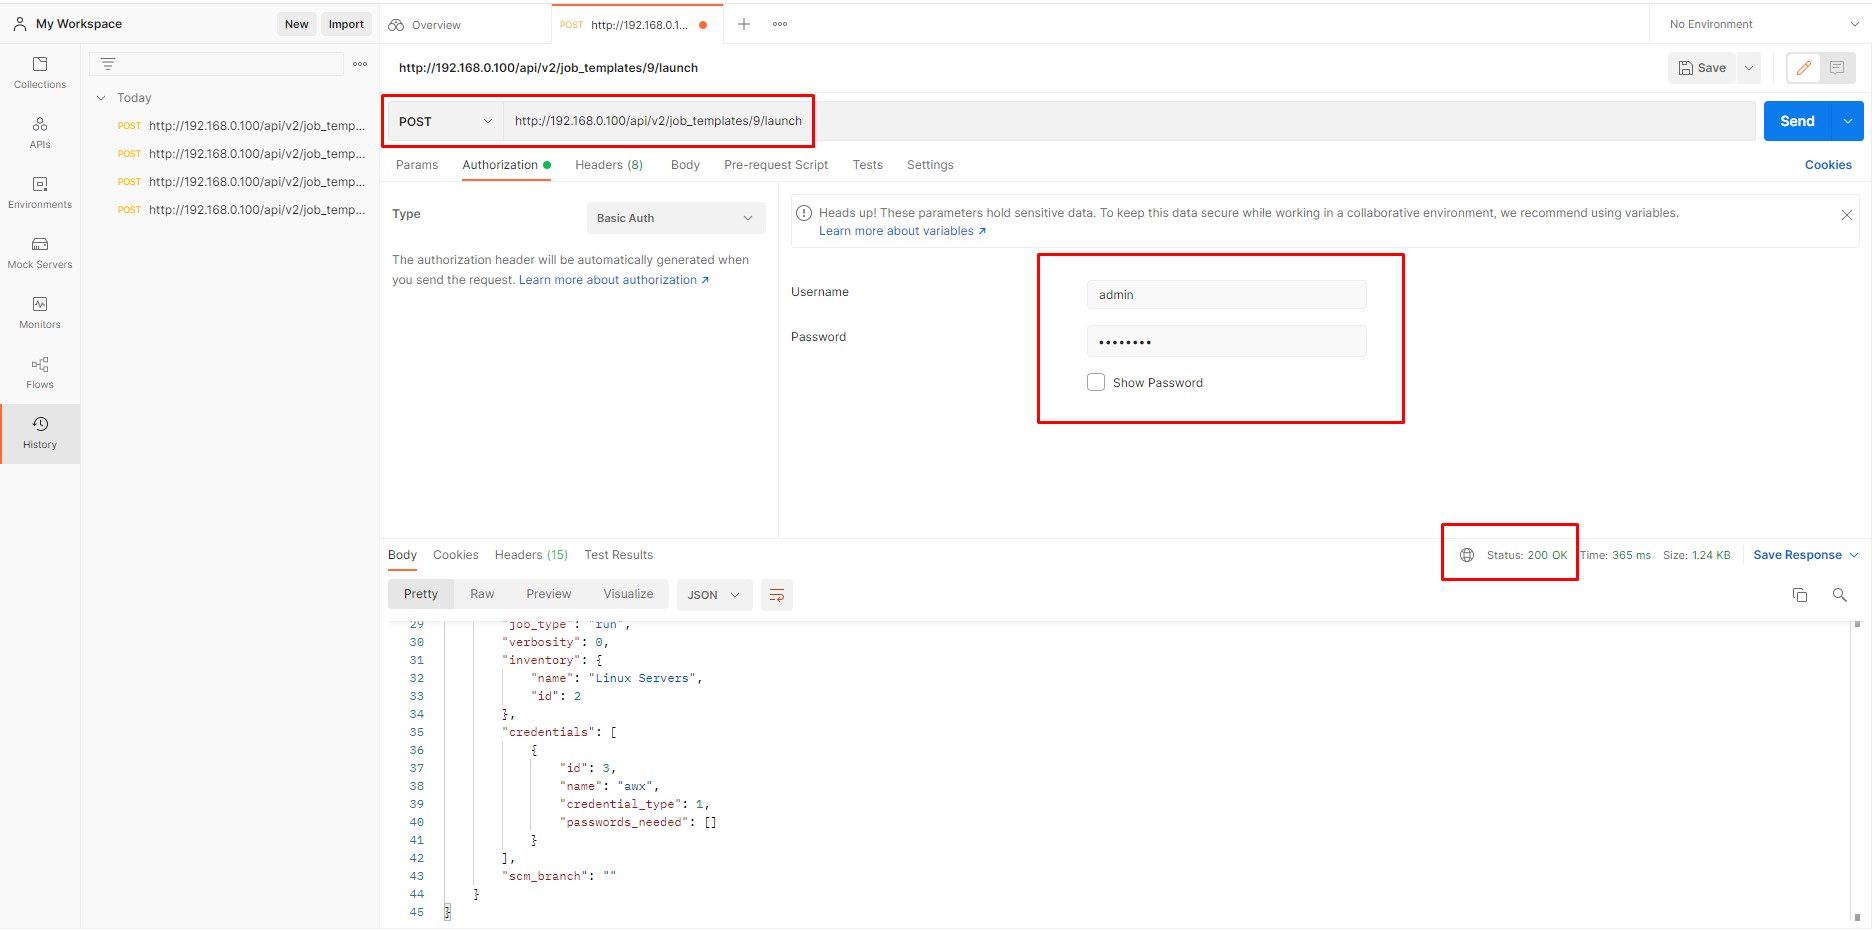 My Workspace
New
Import
Overview
POST http://192.168.0.1...
No Environment
Collections
APIs
Environments
Mock Servers
Monitors
Flows
History
Today
POST http://192.168.0.100/api/v2/job_temp...
POST http://192.168.0.100/api/v2/job_temp...
POST http://192.168.0.100/api/v2/job_temp...
POST http://192.168.0.100/api/v2/job_temp...
http://192.168.0.100/api/v2/job_templates/9/launch
Save
POST http://192.168.0.100/api/v2/job_templates/9/launch
Send
Params Authorization Headers (8) Body Pre-request Script Tests Settings
Cookies
Type
Basic Auth
The authorization header will be automatically generated when
you send the request. Learn more about authorization ↗
Heads up! These parameters hold sensitive data. To keep this data secure while working in a collaborative environment, we recommend using variables.
Learn more about variables ↗
Username
admin
Password
••••••••
Show Password
Body Cookies Headers (15) Test Results
Status: 200 OK Time: 365 ms Size: 1.24 KB Save Response
Pretty Raw Preview Visualize JSON
29 "job_type": "run",
30 "verbosity": 0,
31 "inventory": {
32 "name": "Linux Servers",
33 "id": 2
34 },
35 "credentials": [
36 {
37 "id": 3,
38 "name": "awx",
39 "credential_type": 1,
40 "passwords_needed": []
41 }
42 ],
43 "scm_branch": ""
44 }
45 }